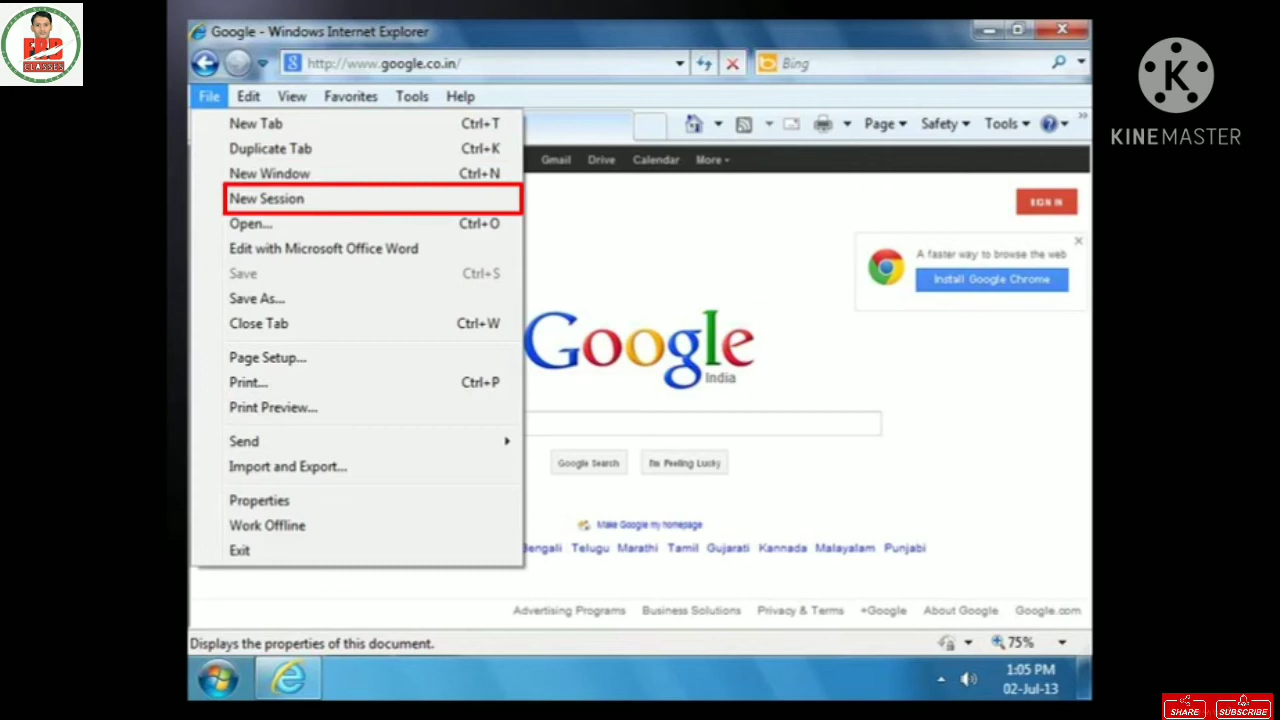 Google - Windows Internet Explorer
http://www.google.co.in/
Bing
File Edit View Favorites Tools Help
New Tab Ctrl+T
Duplicate Tab Ctrl+K
New Window Ctrl+N
New Session
Open... Ctrl+O
Edit with Microsoft Office Word
Save Ctrl+S
Save As...
Close Tab Ctrl+W
Page Setup...
Print... Ctrl+P
Print Preview...
Send
Import and Export...
Properties
Work Offline
Exit
Page Safety Tools
Gmail Drive Calendar More
SIGN IN
A faster way to browse the web
Install Google Chrome
Google
India
Google Search I'm Feeling Lucky
Make Google my homepage
Telugu Marathi Tamil Gujarati Kannada Malayalam Punjabi
Advertising Programs Business Solutions Privacy & Terms +Google About Google Google.com
Displays the properties of this document.
75%
1:05 PM
02-Jul-13
CLASSES
K
KINEMASTER
SHARE SUBSCRIBE